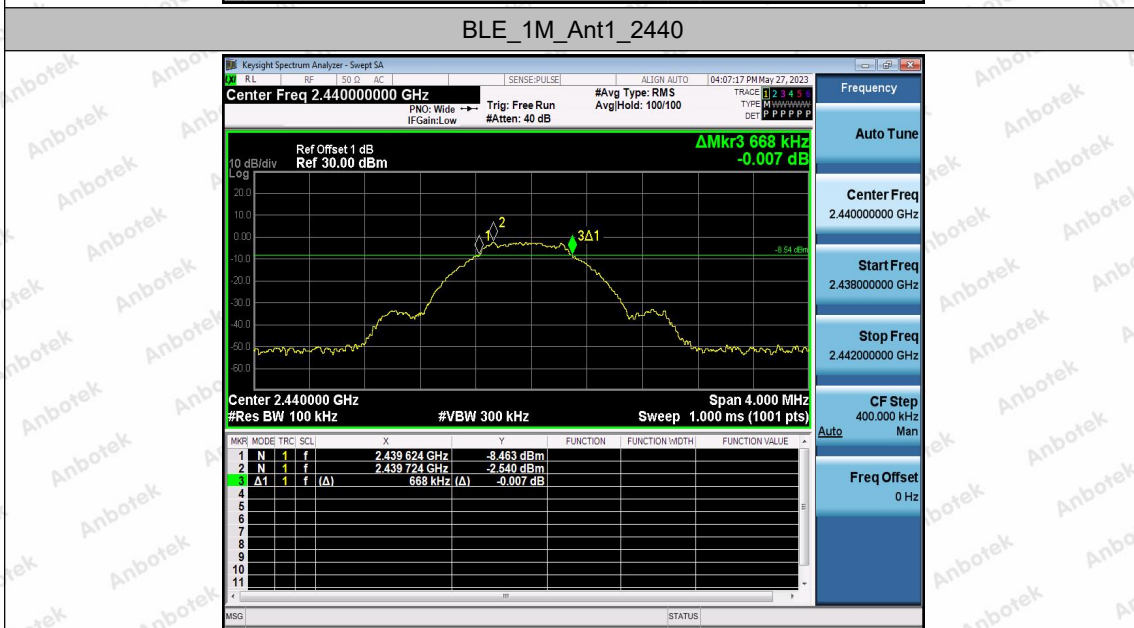 BLE_1M_Ant1_2440
Keysight Spectrum Analyzer - Swept SA
LXI RL RF 50 Ω AC SENSE:PULSE ALIGN AUTO 04:07:17 PM May 27, 2023
Center Freq 2.440000000 GHz
PNO: Wide
IFGain:Low
Trig: Free Run
#Atten: 40 dB
#Avg Type: RMS
Avg|Hold: 100/100
TRACE 1 2 3 4 5 6
TYPE M WWWWW
DET P P P P P P
ΔMkr3 668 kHz
-0.007 dB
Ref Offset 1 dB
10 dB/div Ref 30.00 dBm
Log
20.0
10.0
0.00
-10.0
-20.0
-30.0
-40.0
-50.0
-60.0
1
2
3Δ1
-8.54 dBm
Center 2.440000 GHz Span 4.000 MHz
#Res BW 100 kHz #VBW 300 kHz Sweep 1.000 ms (1001 pts)
MKR MODE TRC SCL X Y FUNCTION FUNCTION WIDTH FUNCTION VALUE
1 N 1 f 2.439 624 GHz -8.463 dBm
2 N 1 f 2.439 724 GHz -2.540 dBm
3 Δ1 1 f (Δ) 668 kHz (Δ) -0.007 dB
4
5
6
7
8
9
10
11
MSG STATUS
Frequency
Auto Tune
Center Freq
2.440000000 GHz
Start Freq
2.438000000 GHz
Stop Freq
2.442000000 GHz
CF Step
400.000 kHz
Auto Man
Freq Offset
0 Hz
Anbotek